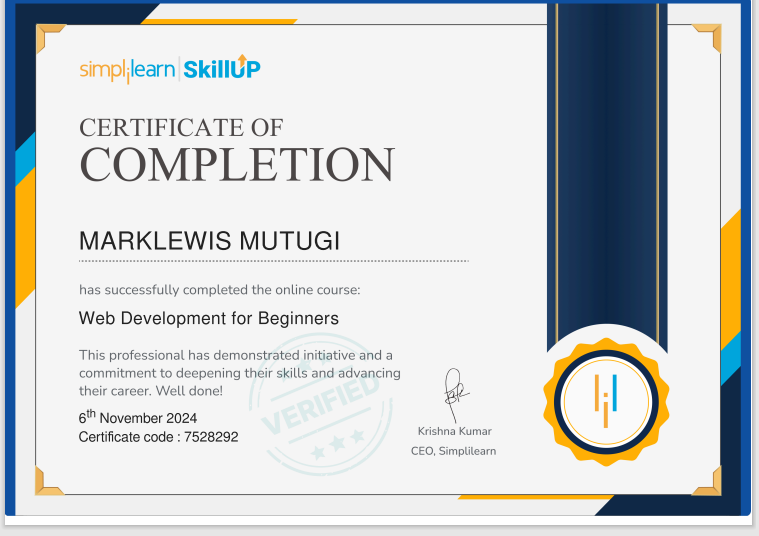 simplilearn | SkillUP
CERTIFICATE OF
COMPLETION
MARKLEWIS MUTUGI
has successfully completed the online course:
Web Development for Beginners
This professional has demonstrated initiative and a
commitment to deepening their skills and advancing
their career. Well done!
VERIFIED
6th November 2024
Certificate code : 7528292
Krishna Kumar
CEO, Simplilearn